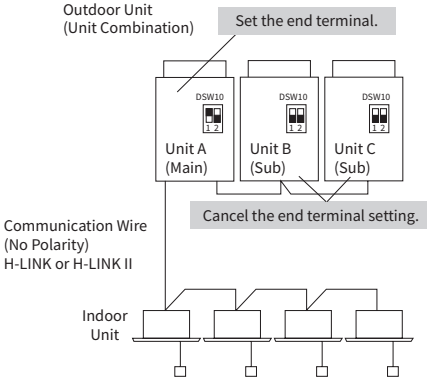 Outdoor Unit
(Unit Combination)
Set the end terminal.
DSW10
1 2
Unit A
(Main)
DSW10
1 2
Unit B
(Sub)
DSW10
1 2
Unit C
(Sub)
Cancel the end terminal setting.
Communication Wire
(No Polarity)
H-LINK or H-LINK II
Indoor
Unit